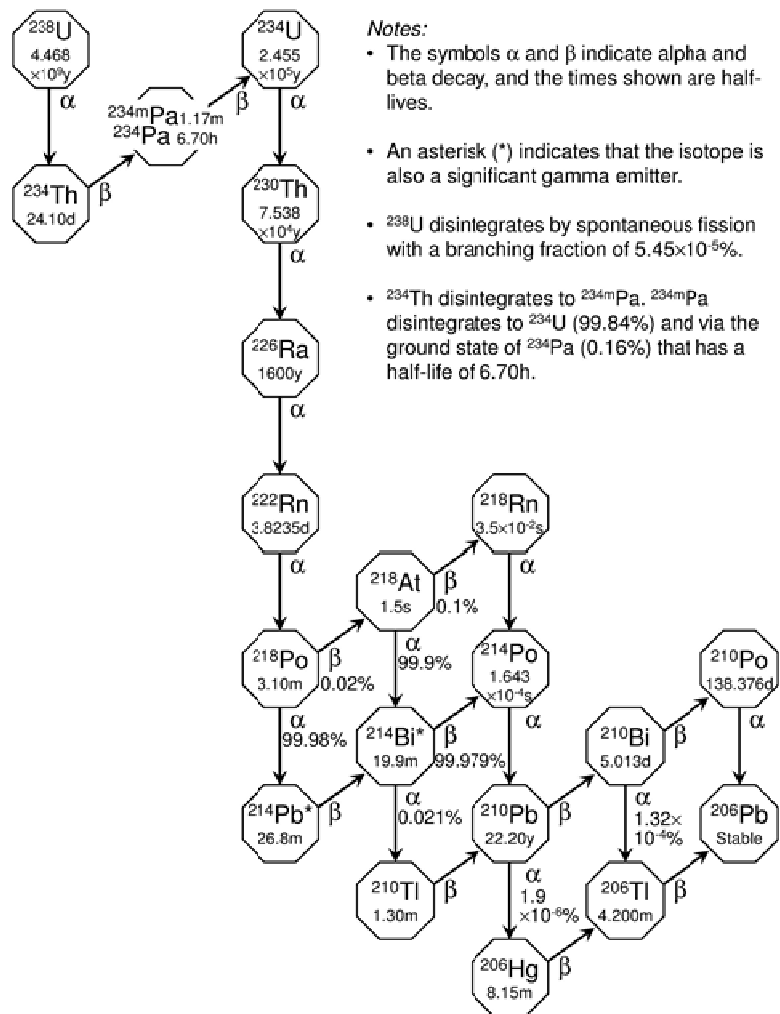 ²³⁸U
4.468
×10⁹y
α
²³⁴Th
24.10d
β
²³⁴ᵐPa 1.17m
²³⁴Pa 6.70h
β
²³⁴U
2.455
×10⁵y
α
²³⁰Th
7.538
×10⁴y
α
²²⁶Ra
1600y
α
²²²Rn
3.8235d
α
²¹⁸Po
3.10m
β
0.02%
α
99.98%
²¹⁴Pb*
26.8m
β
²¹⁸At
1.5s
β
0.1%
α
99.9%
²¹⁴Bi*
19.9m
β
99.979%
α
0.021%
²¹⁰Tl
1.30m
β
²¹⁸Rn
3.5×10⁻²s
α
²¹⁴Po
1.643
×10⁻⁴s
α
²¹⁰Pb
22.20y
β
α
1.9
×10⁻⁶%
²⁰⁶Hg
8.15m
β
²¹⁰Bi
5.013d
β
α
1.32×
10⁻⁴%
²⁰⁶Tl
4.200m
β
²¹⁰Po
138.376d
α
²⁰⁶Pb
Stable
Notes:
• The symbols α and β indicate alpha and
beta decay, and the times shown are half-
lives.
• An asterisk (*) indicates that the isotope is
also a significant gamma emitter.
• ²³⁸U disintegrates by spontaneous fission
with a branching fraction of 5.45×10⁻⁵%.
• ²³⁴Th disintegrates to ²³⁴ᵐPa. ²³⁴ᵐPa
disintegrates to ²³⁴U (99.84%) and via the
ground state of ²³⁴Pa (0.16%) that has a
half-life of 6.70h.